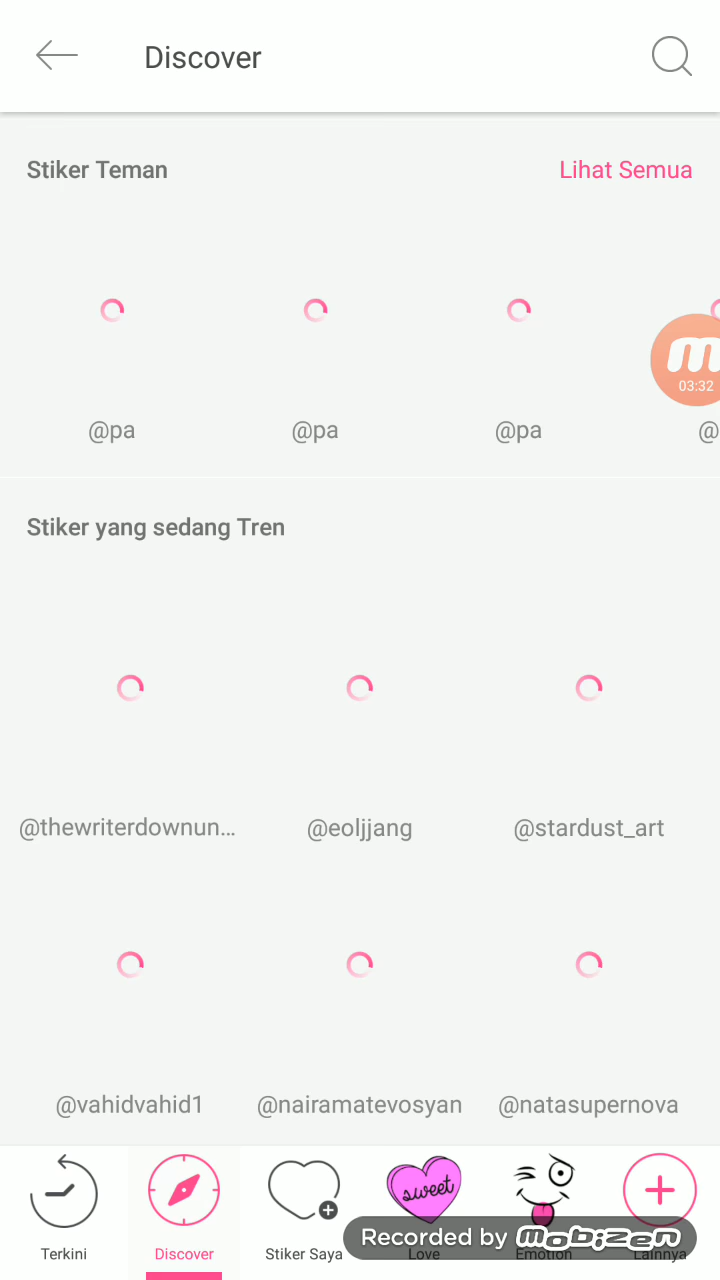 Discover
Stiker Teman
Lihat Semua
03:32
@pa
@pa
@pa
@
Stiker yang sedang Tren
@thewriterdownun...
@eoljjang
@stardust_art
@vahidvahid1
@nairamatevosyan
@natasupernova
sweet
Terkini
Discover
Stiker Saya
Love
Emotion
Lainnya
Recorded by mobizen